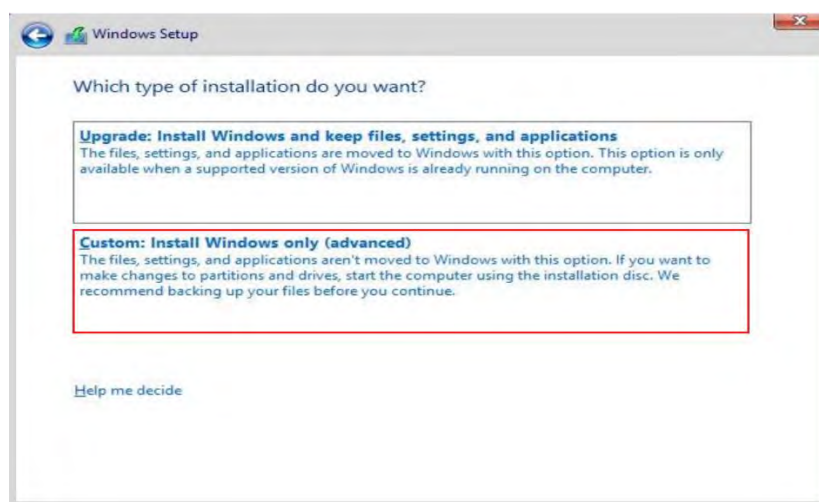 Windows Setup
Which type of installation do you want?
Upgrade: Install Windows and keep files, settings, and applications
The files, settings, and applications are moved to Windows with this option. This option is only
available when a supported version of Windows is already running on the computer.
Custom: Install Windows only (advanced)
The files, settings, and applications aren't moved to Windows with this option. If you want to
make changes to partitions and drives, start the computer using the installation disc. We
recommend backing up your files before you continue.
Help me decide